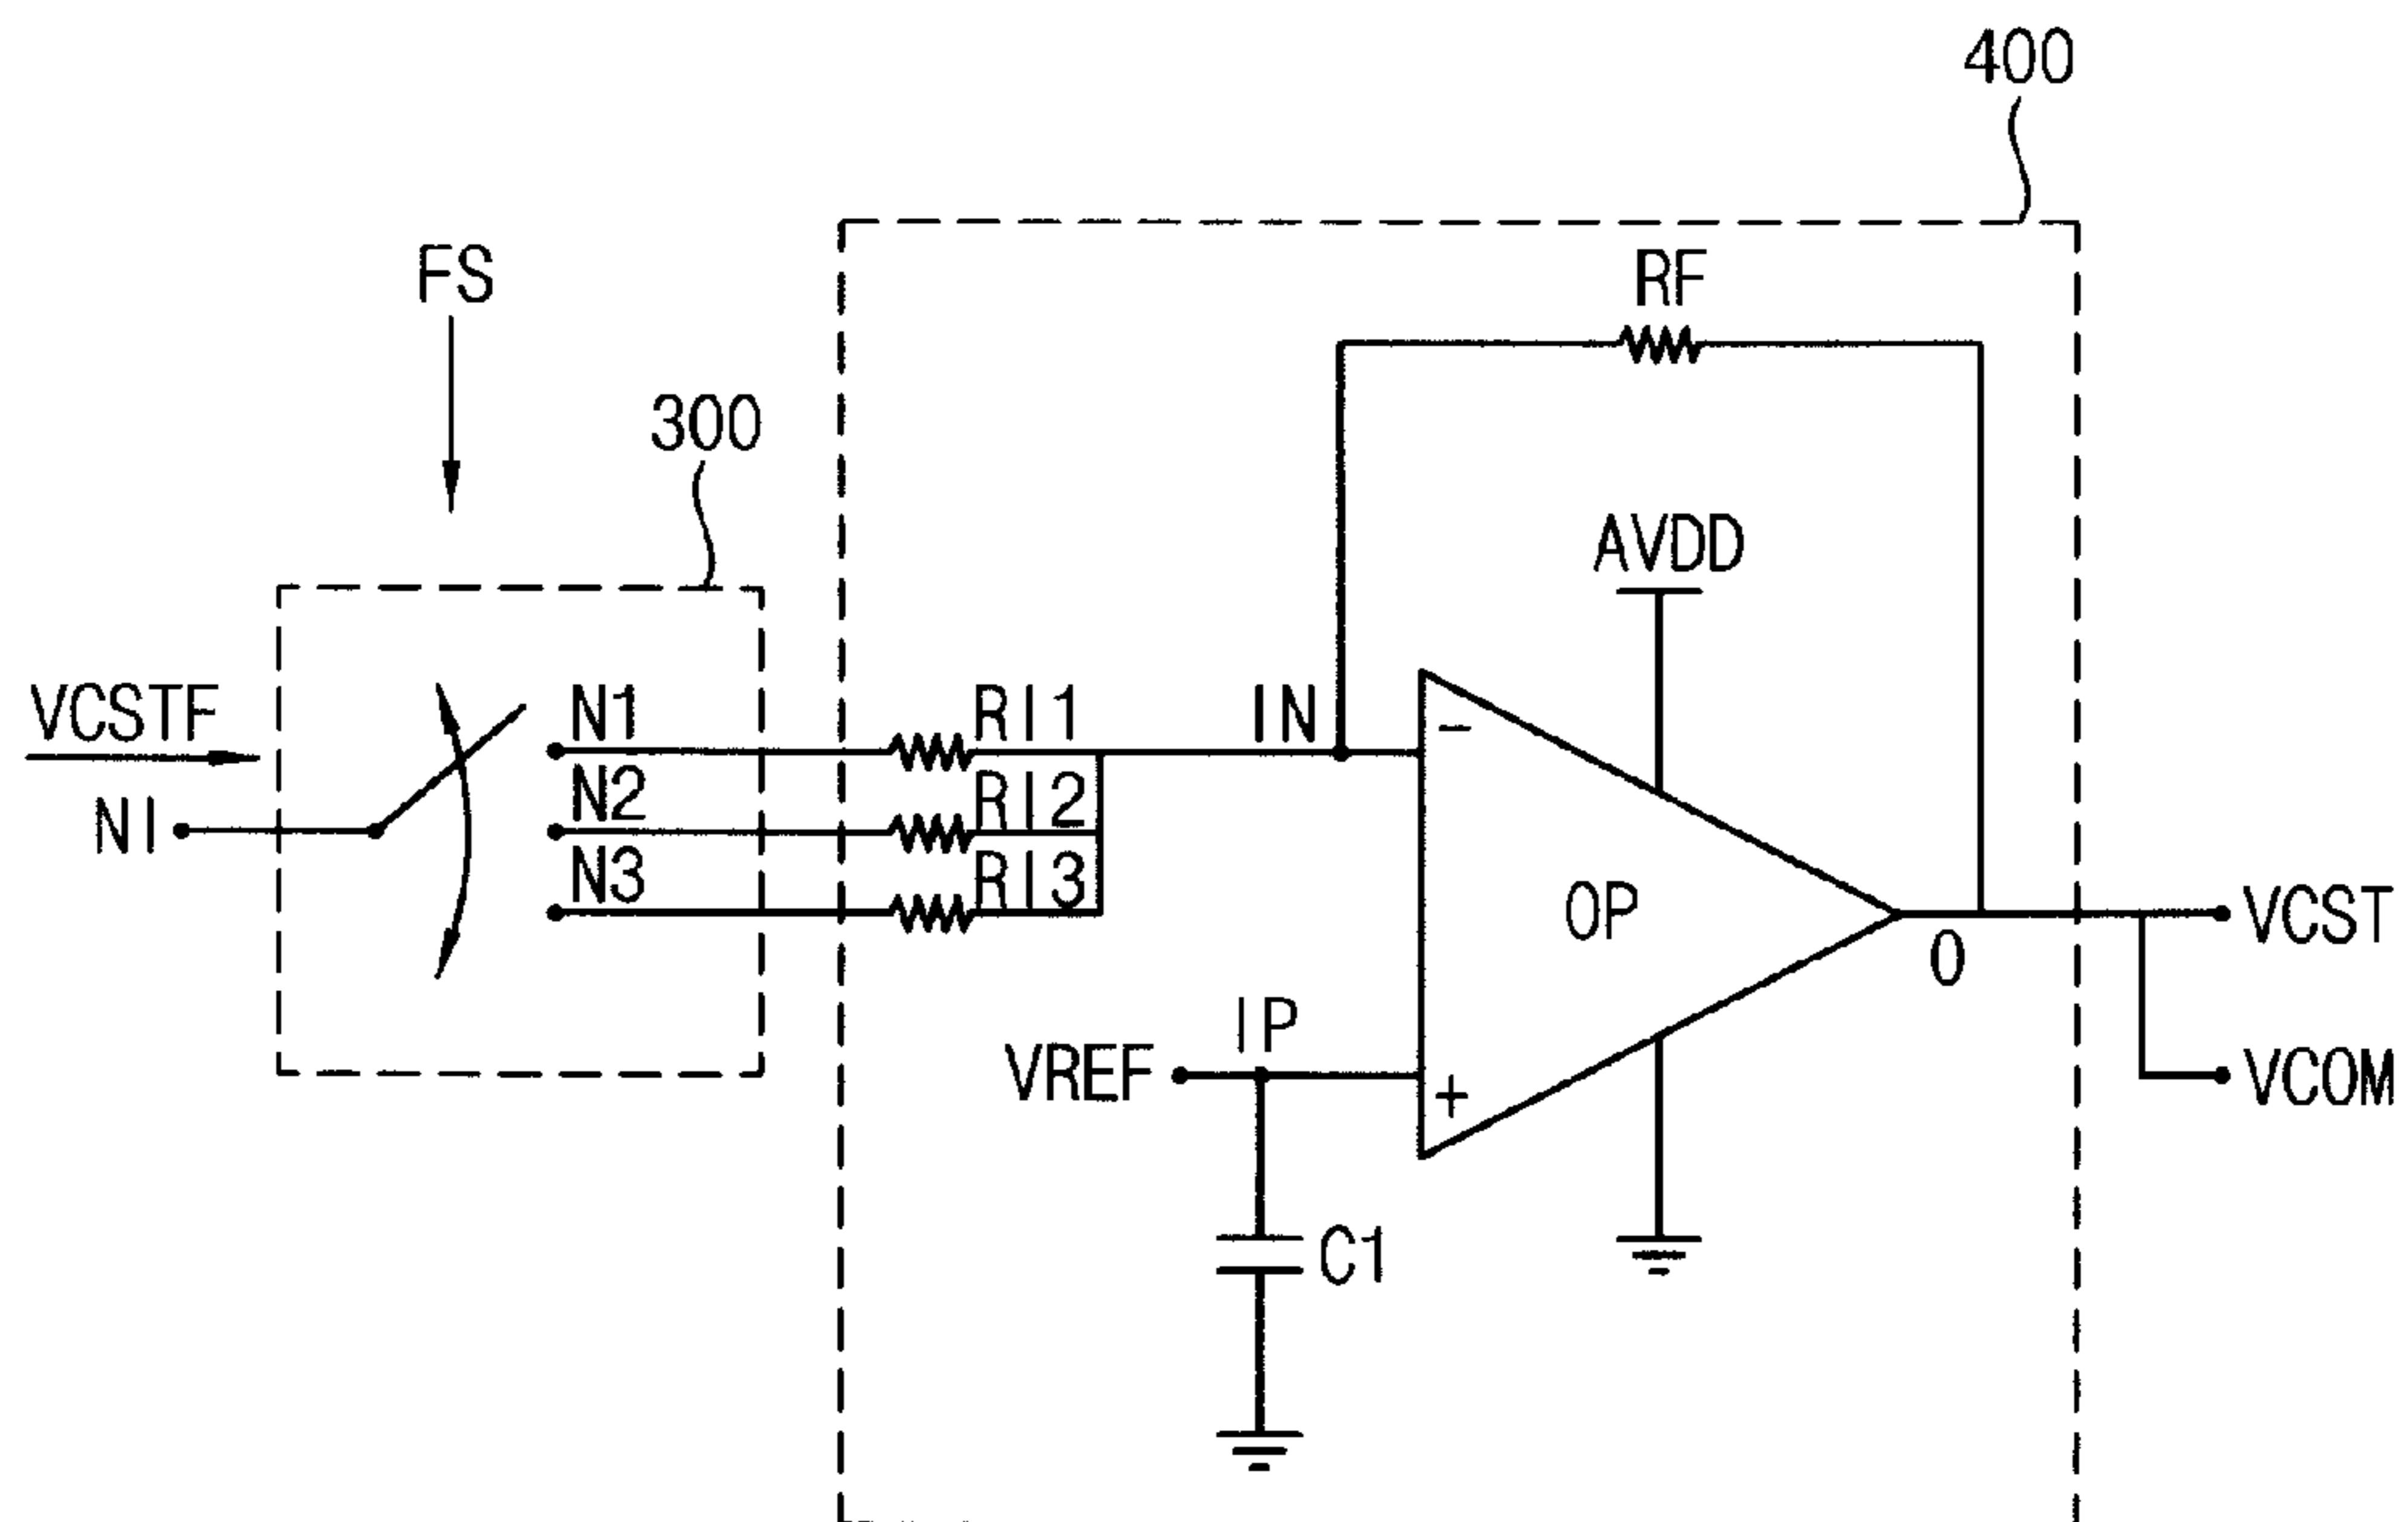 400
FS
RF
300
AVDD
VCSTF
N1
RI1
IN
-
NI
N2
RI2
N3
RI3
OP
VCST
O
IP
VREF
+
VCOM
C1